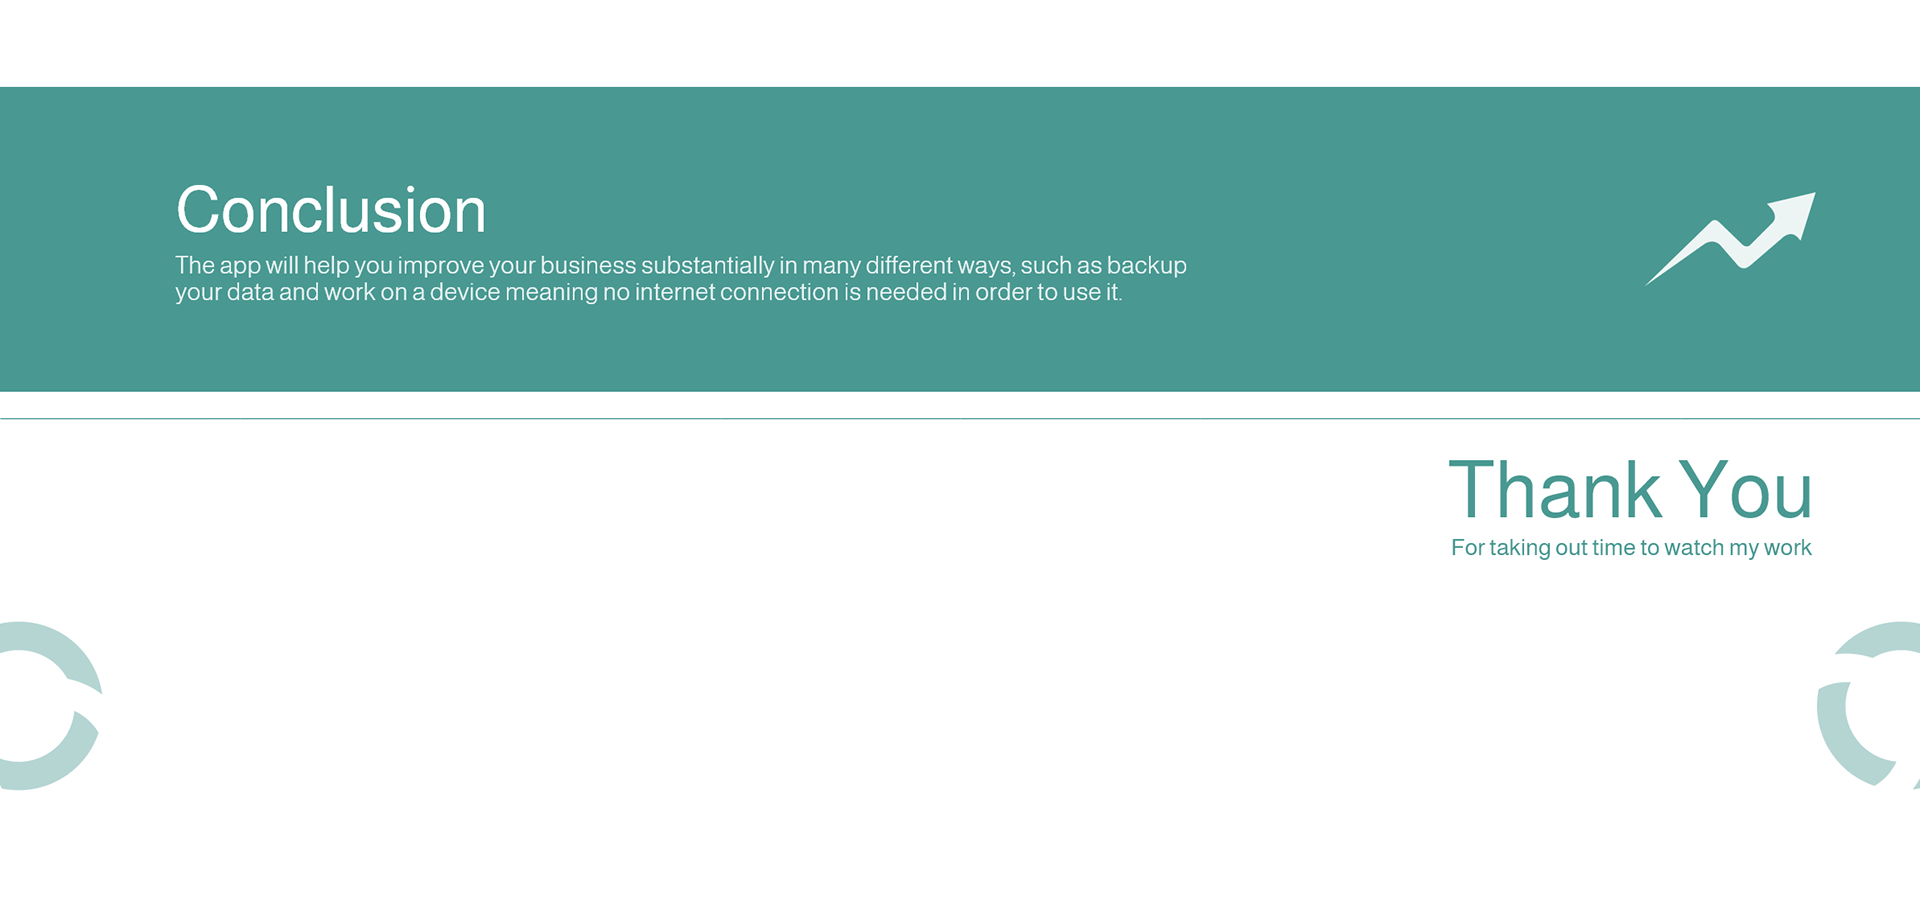 Conclusion
The app will help you improve your business substantially in many different ways, such as backup
your data and work on a device meaning no internet connection is needed in order to use it.
Thank You
For taking out time to watch my work